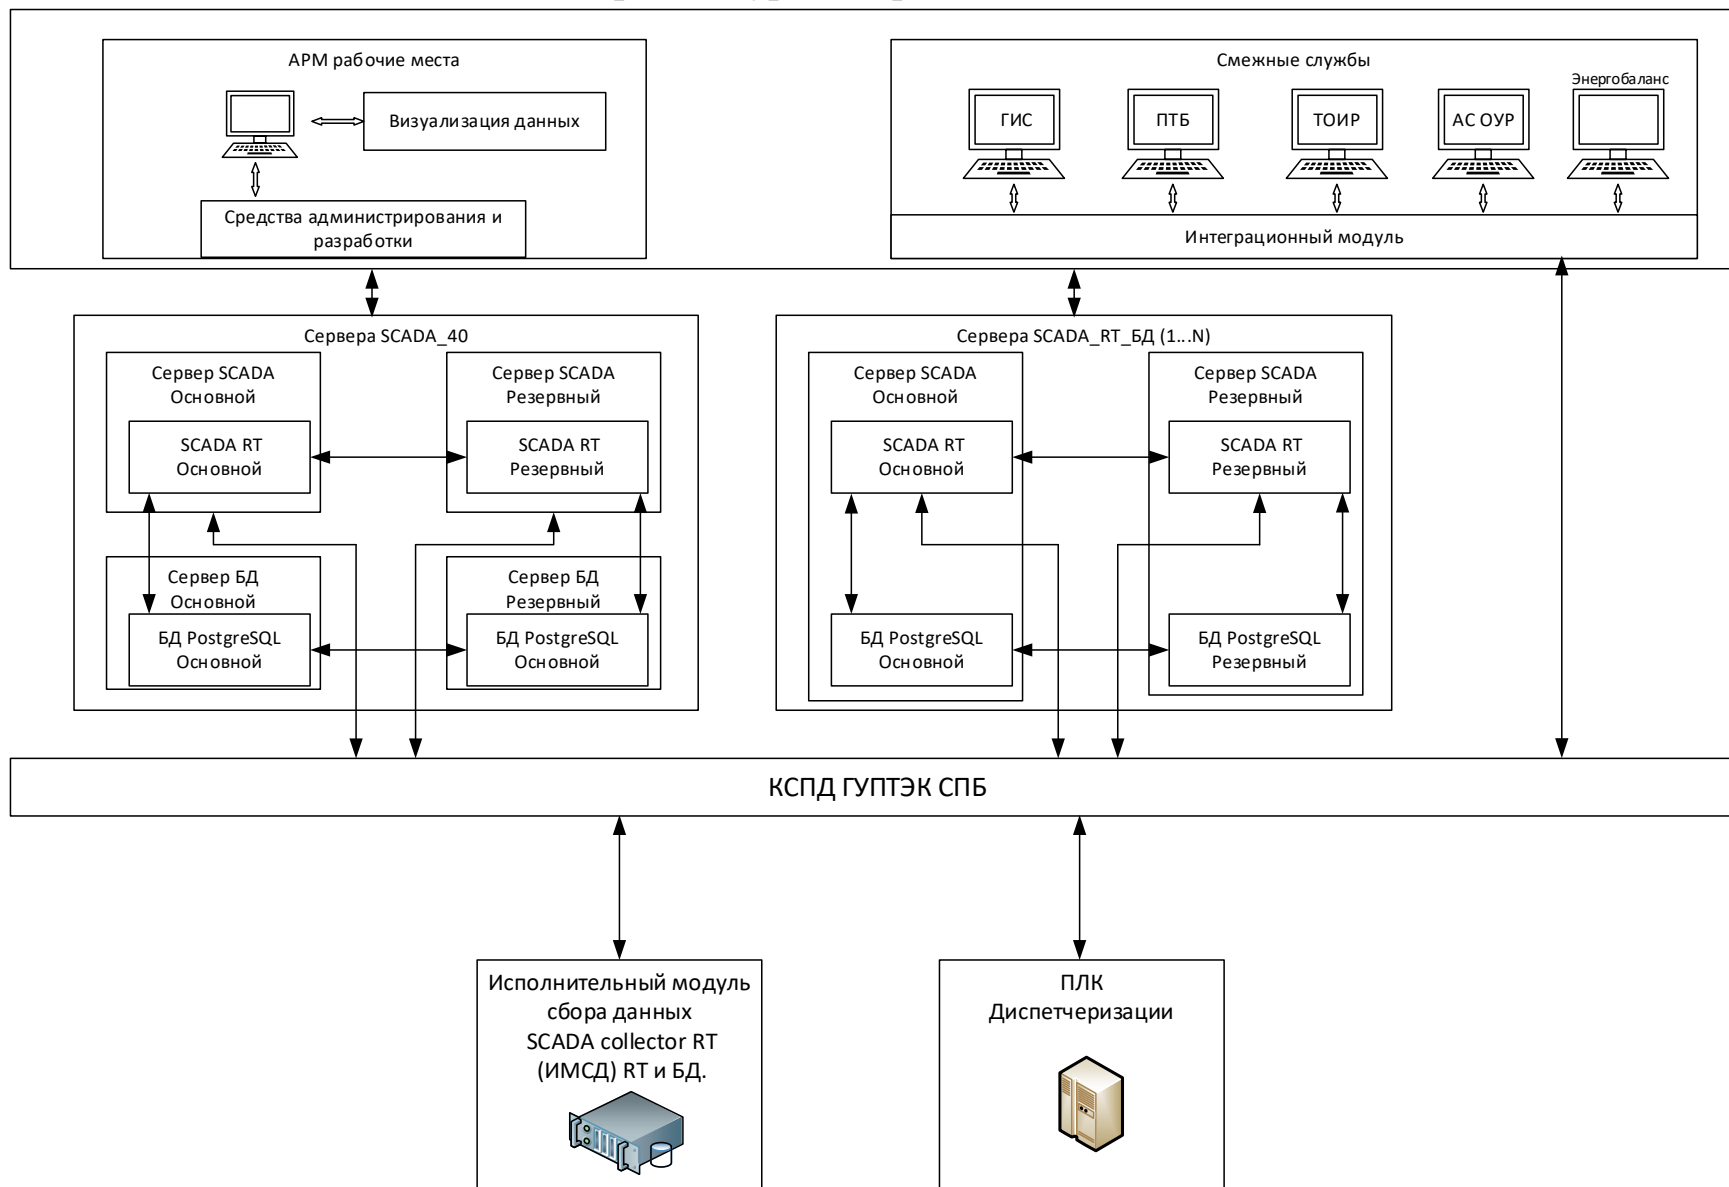 АРМ рабочие места
Визуализация данных
Средства администрирования и
разработки
Смежные службы
Энергобаланс
ГИС
ПТБ
ТОИР
АС ОУР
Интеграционный модуль
Сервера SCADA_40
Сервер SCADA
Основной
SCADA RT
Основной
Сервер SCADA
Резервный
SCADA RT
Резервный
Сервер БД
Основной
БД PostgreSQL
Основной
Сервер БД
Резервный
БД PostgreSQL
Основной
Сервера SCADA_RT_БД (1...N)
Сервер SCADA
Основной
SCADA RT
Основной
БД PostgreSQL
Основной
Сервер SCADA
Резервный
SCADA RT
Резервный
БД PostgreSQL
Резервный
КСПД ГУПТЭК СПБ
Исполнительный модуль
сбора данных
SCADA collector RT
(ИМСД) RT и БД.
ПЛК
Диспетчеризации